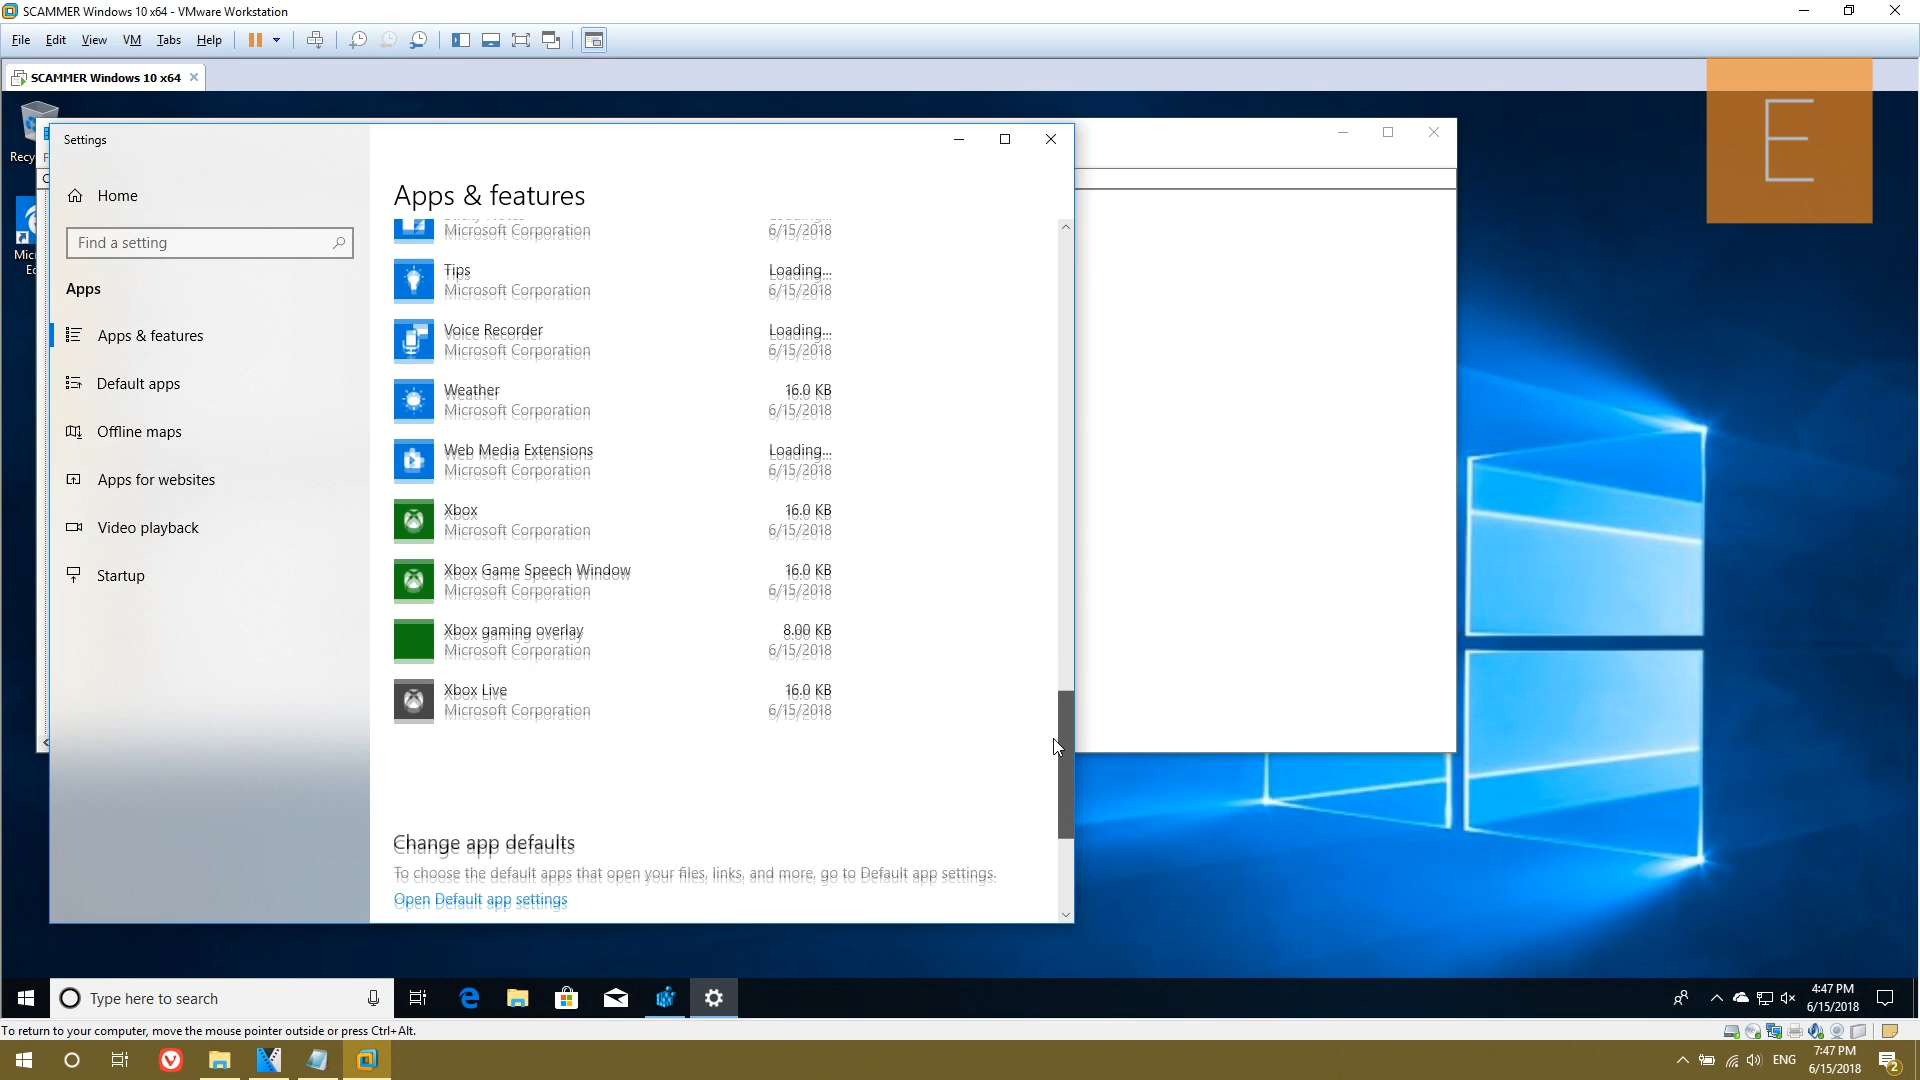 SCAMMER Windows 10 x64 - VMware Workstation
File Edit View VM Tabs Help
SCAMMER Windows 10 x64
E
Settings
Home
Find a setting
Apps
Apps & features
Default apps
Offline maps
Apps for websites
Video playback
Startup
Apps & features
Microsoft Corporation 6/15/2018
Tips Loading...
Microsoft Corporation 6/15/2018
Voice Recorder Loading...
Microsoft Corporation 6/15/2018
Weather 16.0 KB
Microsoft Corporation 6/15/2018
Web Media Extensions Loading...
Microsoft Corporation 6/15/2018
Xbox 16.0 KB
Microsoft Corporation 6/15/2018
Xbox Game Speech Window 16.0 KB
Microsoft Corporation 6/15/2018
Xbox gaming overlay 8.00 KB
Microsoft Corporation 6/15/2018
Xbox Live 16.0 KB
Microsoft Corporation 6/15/2018
Change app defaults
To choose the default apps that open your files, links, and more, go to Default app settings.
Open Default app settings
Type here to search
4:47 PM
6/15/2018
To return to your computer, move the mouse pointer outside or press Ctrl+Alt.
ENG
7:47 PM
6/15/2018
2